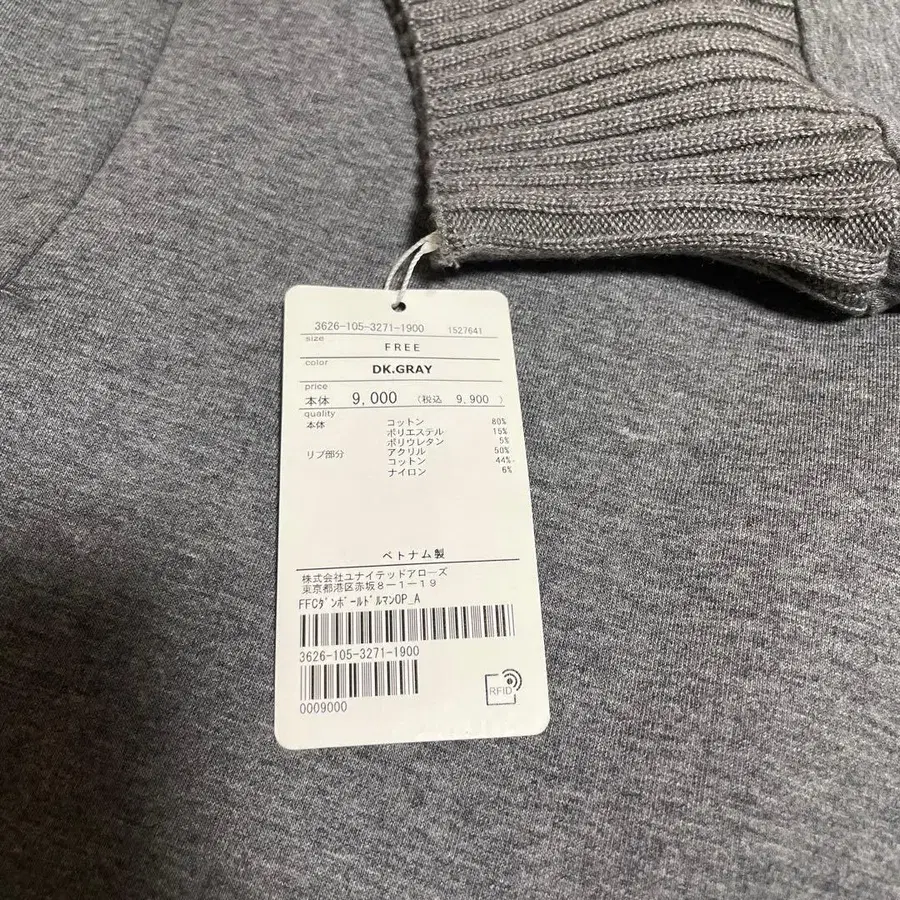 3626-105-3271-1900 1527641
size
FREE
color
DK.GRAY
price
本体 9,000 (税込 9,900 )
quality
本体 コットン 80%
ポリエステル 15%
ポリウレタン 5%
リブ部分 アクリル 50%
コットン 44%
ナイロン 6%
ベトナム製
株式会社ユナイテッドアローズ
東京都港区赤坂8-1-19
FFCﾀﾞﾝﾎﾞｰﾙﾄﾞﾙﾏﾝOP_A
3626-105-3271-1900
0009000
RFID